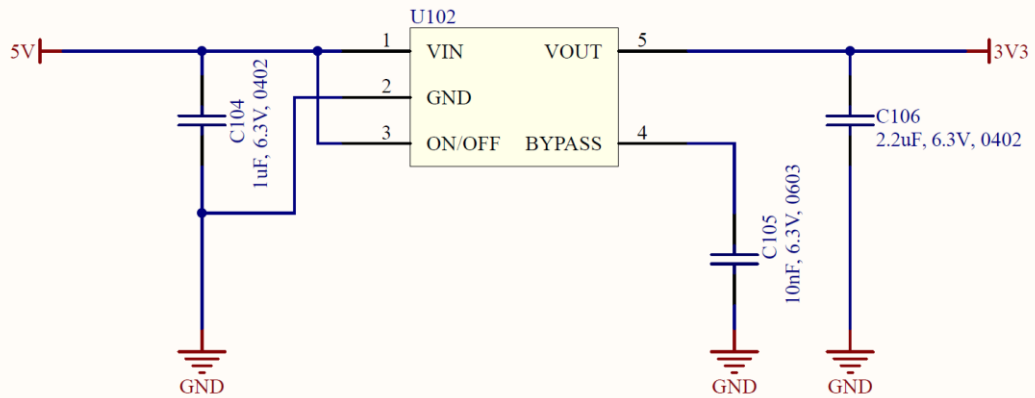 U102
5V
1
VIN
VOUT
5
3V3
2
GND
3
ON/OFF
BYPASS
4
C104
1uF, 6.3V, 0402
C106
2.2uF, 6.3V, 0402
C105
10nF, 6.3V, 0603
GND
GND
GND